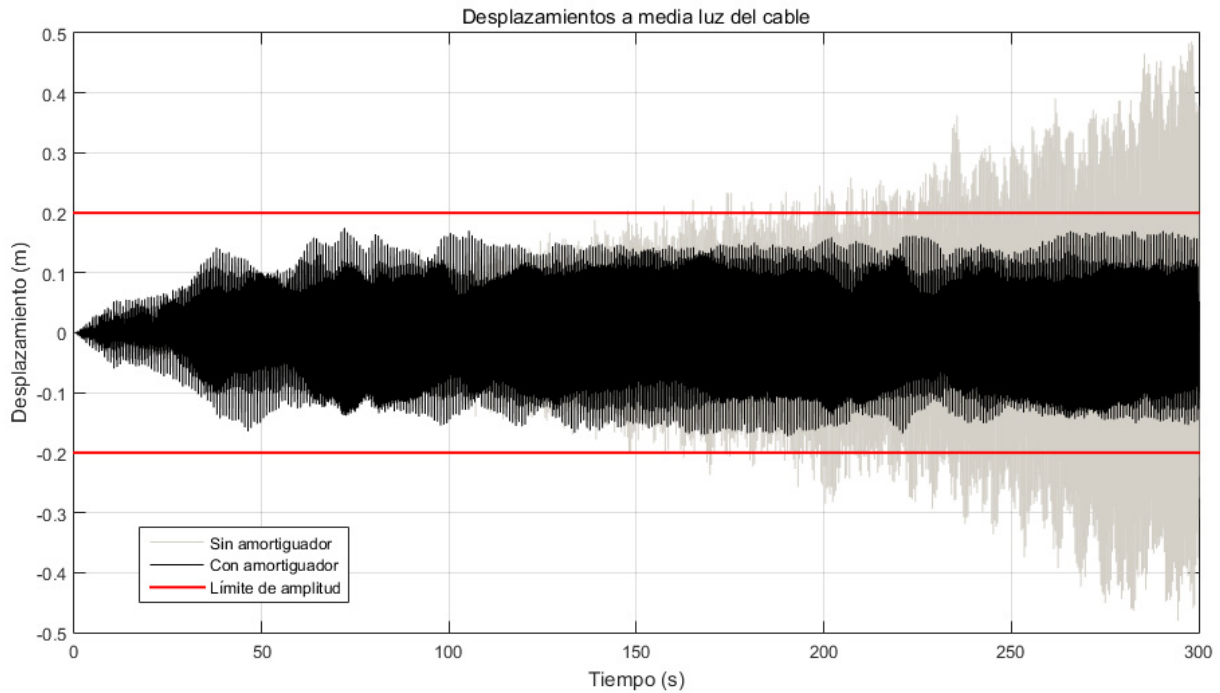 Desplazamientos a media luz del cable
Desplazamiento (m)
0.5
0.4
0.3
0.2
0.1
0
-0.1
-0.2
-0.3
-0.4
-0.5
Sin amortiguador
Con amortiguador
Límite de amplitud
0 50 100 150 200 250 300
Tiempo (s)